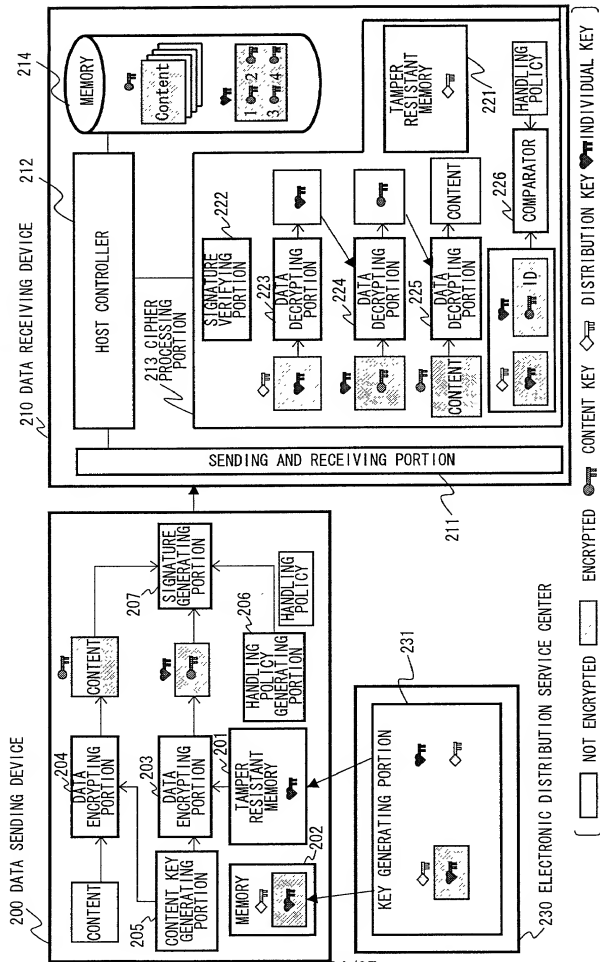 200 DATA SENDING DEVICE
CONTENT
204
DATA
ENCRYPTING
PORTION
CONTENT
205
CONTENT KEY
GENERATING
PORTION
203
DATA
ENCRYPTING
PORTION
207
SIGNATURE
GENERATING
PORTION
MEMORY
202
201
TAMPER
RESISTANT
MEMORY
206
HANDLING
POLICY
GENERATING
PORTION
HANDLING
POLICY
231
KEY GENERATING PORTION
230 ELECTRONIC DISTRIBUTION SERVICE CENTER
210 DATA RECEIVING DEVICE
212
HOST CONTROLLER
214
MEMORY
Content
1
2
3
4
211
SENDING AND RECEIVING PORTION
213 CIPHER
PROCESSING
PORTION
222
SIGNATURE
VERIFYING
PORTION
223
DATA
DECRYPTING
PORTION
224
DATA
DECRYPTING
PORTION
225
CONTENT
DATA
DECRYPTING
PORTION
CONTENT
TAMPER
RESISTANT
MEMORY
221
ID
226
COMPARATOR
HANDLING
POLICY
NOT ENCRYPTED
ENCRYPTED
CONTENT KEY
DISTRIBUTION KEY
INDIVIDUAL KEY